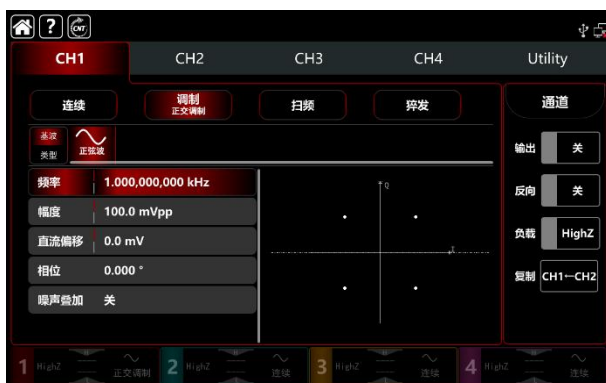 ? CNT
CH1 CH2 CH3 CH4 Utility
连续 调制 扫频 猝发 通道
正交调制
基波
类型 正弦波
输出 关
频率 1.000,000,000 kHz
反向 关
幅度 100.0 mVpp
负载 HighZ
直流偏移 0.0 mV
复制 CH1←CH2
相位 0.000 °
噪声叠加 关
Q
I
1 HighZ 正交调制 2 HighZ 连续 3 HighZ 连续 4 HighZ 连续